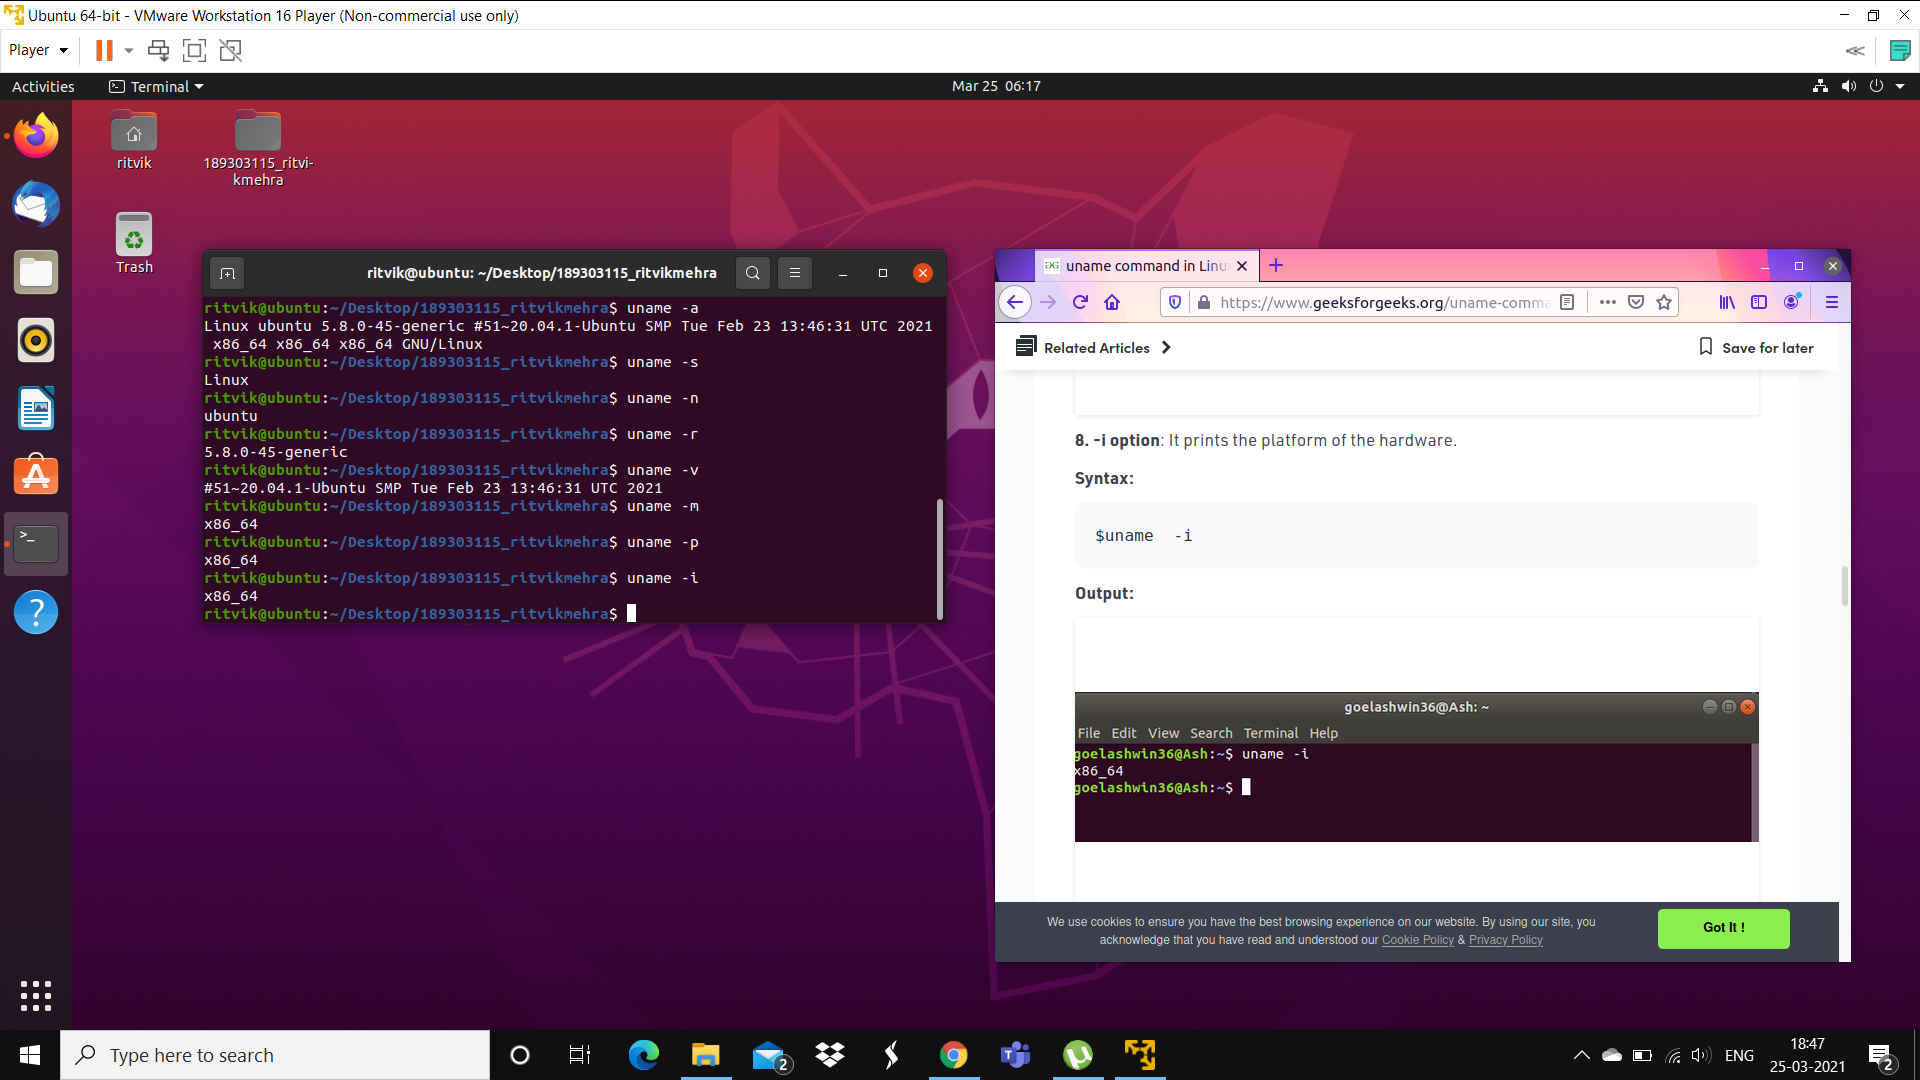 Ubuntu 64-bit - VMware Workstation 16 Player (Non-commercial use only)
Player
Activities
Terminal
Mar 25 06:17
ritvik
189303115_ritvi-
kmehra
Trash
ritvik@ubuntu: ~/Desktop/189303115_ritvikmehra
ritvik@ubuntu:~/Desktop/189303115_ritvikmehra$ uname -a
Linux ubuntu 5.8.0-45-generic #51~20.04.1-Ubuntu SMP Tue Feb 23 13:46:31 UTC 2021
x86_64 x86_64 x86_64 GNU/Linux
ritvik@ubuntu:~/Desktop/189303115_ritvikmehra$ uname -s
Linux
ritvik@ubuntu:~/Desktop/189303115_ritvikmehra$ uname -n
ubuntu
ritvik@ubuntu:~/Desktop/189303115_ritvikmehra$ uname -r
5.8.0-45-generic
ritvik@ubuntu:~/Desktop/189303115_ritvikmehra$ uname -v
#51~20.04.1-Ubuntu SMP Tue Feb 23 13:46:31 UTC 2021
ritvik@ubuntu:~/Desktop/189303115_ritvikmehra$ uname -m
x86_64
ritvik@ubuntu:~/Desktop/189303115_ritvikmehra$ uname -p
x86_64
ritvik@ubuntu:~/Desktop/189303115_ritvikmehra$ uname -i
x86_64
ritvik@ubuntu:~/Desktop/189303115_ritvikmehra$
uname command in Linu
https://www.geeksforgeeks.org/uname-comma
Related Articles
Save for later
8. -i option: It prints the platform of the hardware.
Syntax:
$uname -i
Output:
goelashwin36@Ash: ~
File Edit View Search Terminal Help
goelashwin36@Ash:~$ uname -i
x86_64
goelashwin36@Ash:~$
We use cookies to ensure you have the best browsing experience on our website. By using our site, you
acknowledge that you have read and understood our Cookie Policy & Privacy Policy
Got It !
Type here to search
2
ENG
18:47
25-03-2021
2